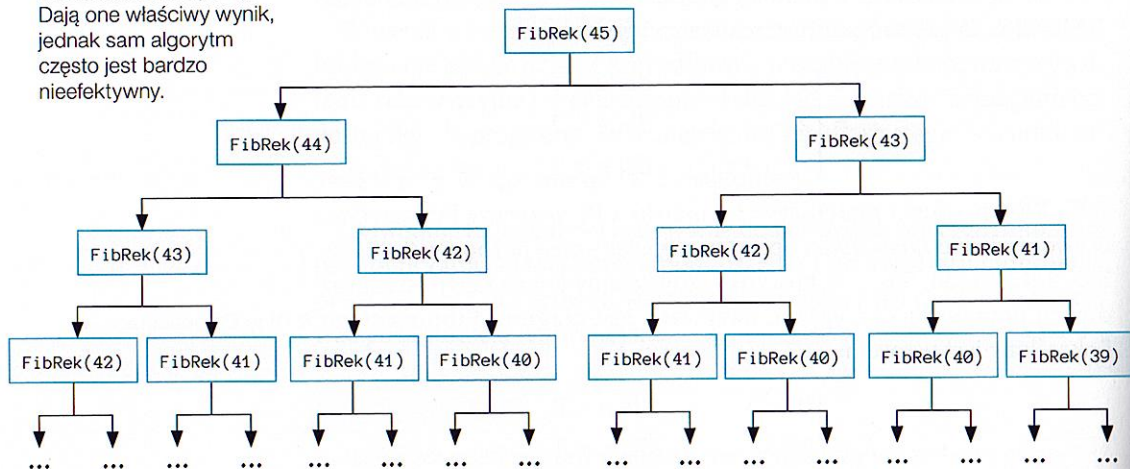 Dają one właściwy wynik,
jednak sam algorytm
często jest bardzo
nieefektywny.
FibRek(45)
FibRek(44) FibRek(43)
FibRek(43) FibRek(42) FibRek(42) FibRek(41)
FibRek(42) FibRek(41) FibRek(41) FibRek(40) FibRek(41) FibRek(40) FibRek(40) FibRek(39)
... ... ... ... ... ... ... ... ... ... ... ... ... ... ... ...